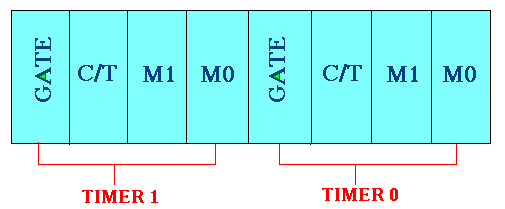 GATE C/T M1 M0 GATE C/T M1 M0
TIMER 1 TIMER 0